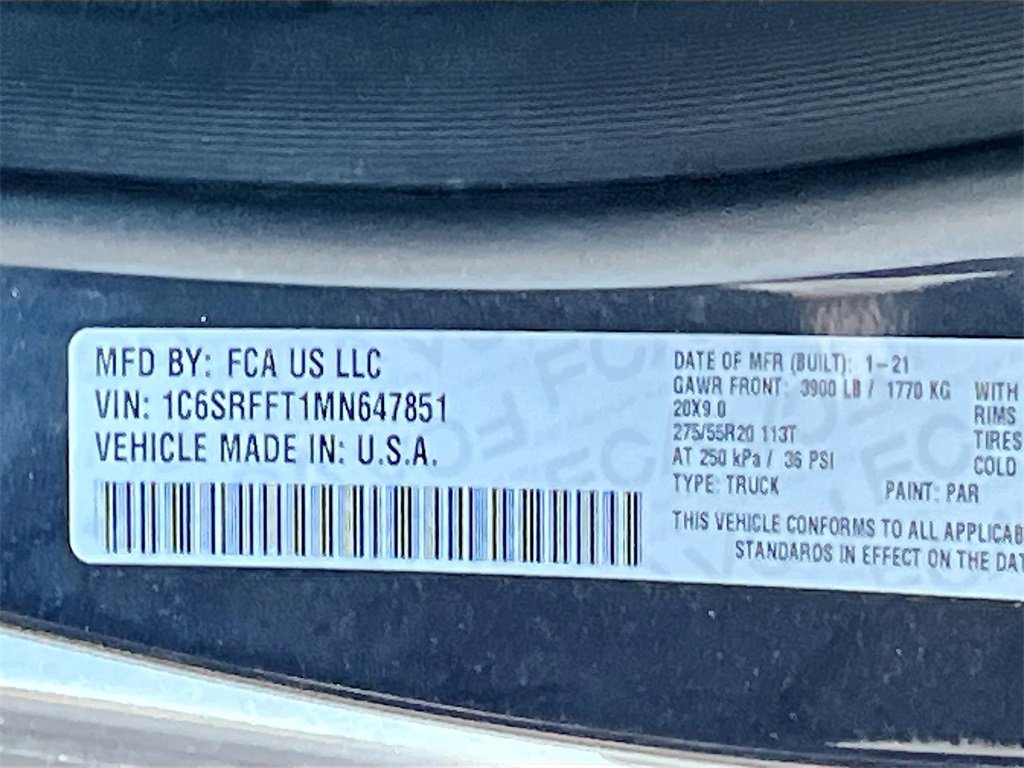 MFD BY: FCA US LLC
VIN: 1C6SRFFT1MN647851
VEHICLE MADE IN: U.S.A.
DATE OF MFR (BUILT): 1-21
GAWR FRONT: 3900 LB / 1770 KG WITH
20X9.0 RIMS
275/55R20 113T TIRES
AT 250 kPa / 36 PSI COLD
TYPE: TRUCK PAINT: PAR
THIS VEHICLE CONFORMS TO ALL APPLICAB
STANDARDS IN EFFECT ON THE DAT